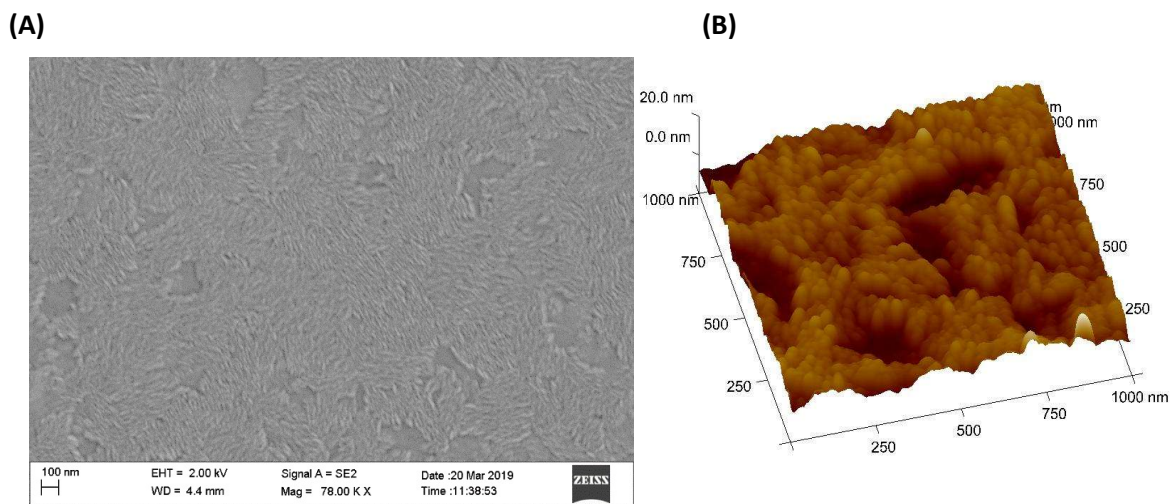 (A)
(B)
20.0 nm
0.0 nm
1000 nm
750
500
250
250
500
750
1000 nm
250
500
750
000 nm
nm
100 nm
EHT = 2.00 kV
Signal A = SE2
Date :20 Mar 2019
WD = 4.4 mm
Mag = 78.00 K X
Time :11:38:53
ZEISS